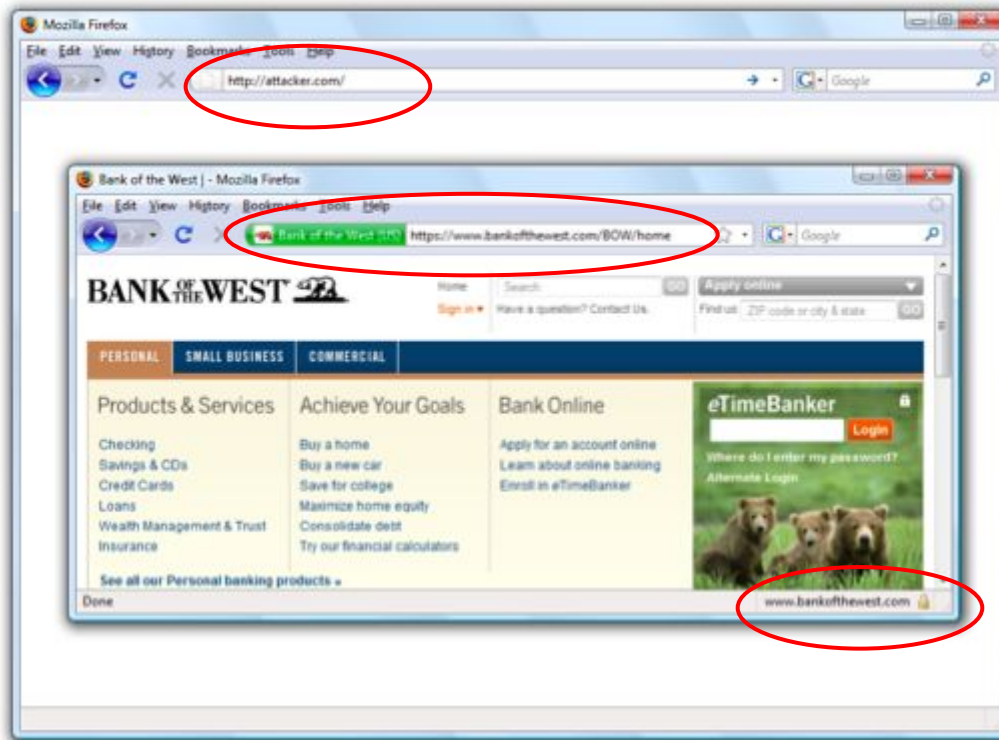 Mozilla Firefox
File Edit View History Bookmarks Tools Help
http://attacker.com/
Google
Bank of the West | - Mozilla Firefox
File Edit View History Bookmarks Tools Help
Bank of the West (US) https://www.bankofthewest.com/BOW/home
Google
BANK OF THE WEST
Home
Search
GO
Apply online
Sign in
Have a question? Contact Us.
Find us
ZIP code or city & state
GO
PERSONAL SMALL BUSINESS COMMERCIAL
Products & Services
Checking
Savings & CDs
Credit Cards
Loans
Wealth Management & Trust
Insurance
See all our Personal banking products »
Achieve Your Goals
Buy a home
Buy a new car
Save for college
Maximize home equity
Consolidate debt
Try our financial calculators
Bank Online
Apply for an account online
Learn about online banking
Enroll in eTimeBanker
eTimeBanker
Login
Where do I enter my password?
Alternate Login
Done
www.bankofthewest.com